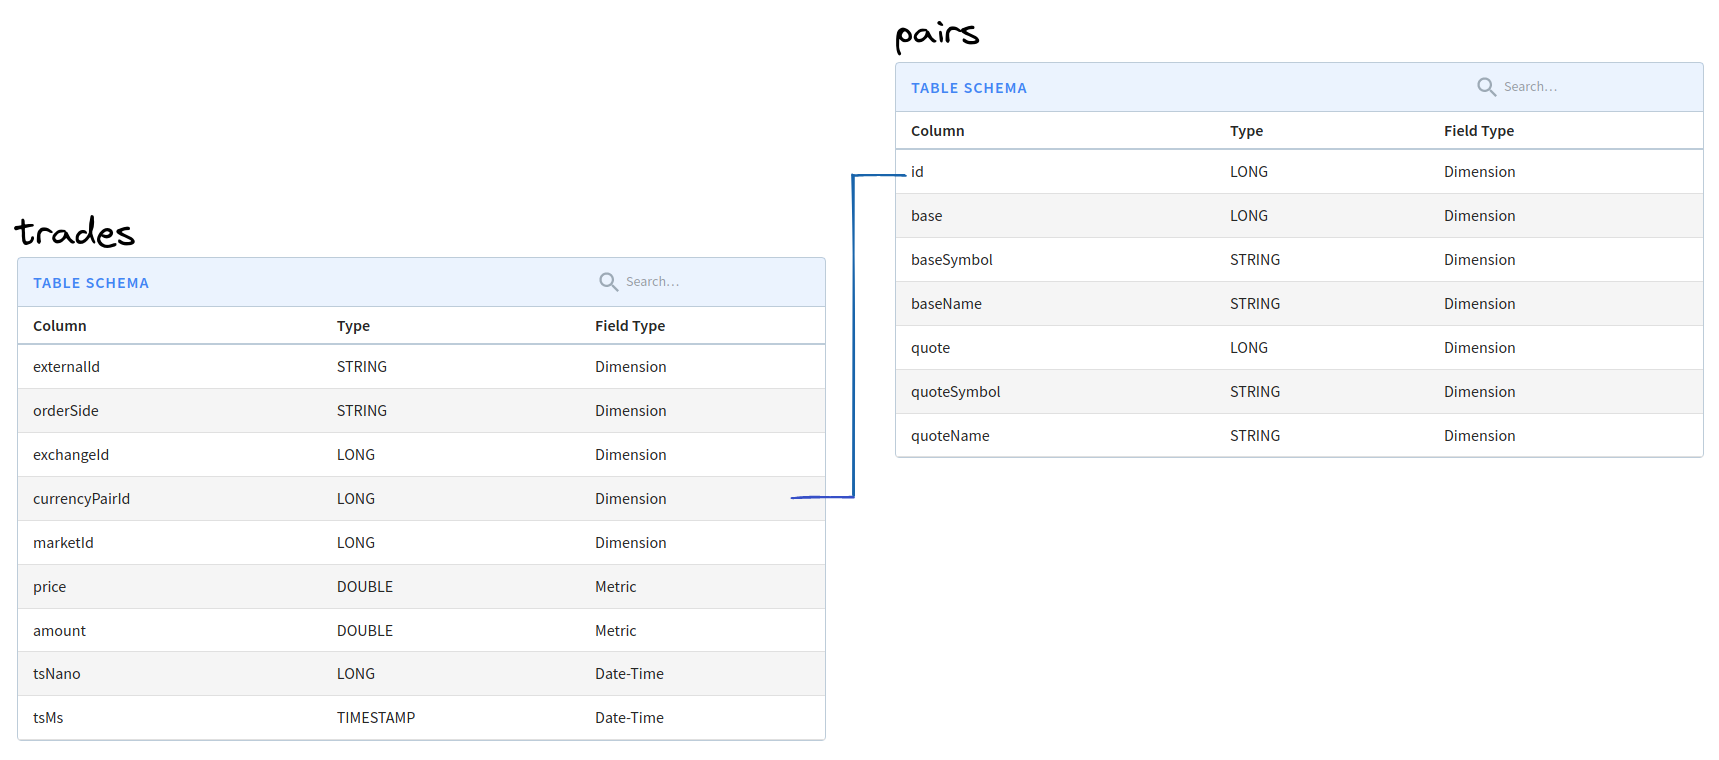 pairs
TABLE SCHEMA Search...
Column Type Field Type
id LONG Dimension
base LONG Dimension
baseSymbol STRING Dimension
baseName STRING Dimension
quote LONG Dimension
quoteSymbol STRING Dimension
quoteName STRING Dimension
trades
TABLE SCHEMA Search...
Column Type Field Type
externalId STRING Dimension
orderSide STRING Dimension
exchangeId LONG Dimension
currencyPairId LONG Dimension
marketId LONG Dimension
price DOUBLE Metric
amount DOUBLE Metric
tsNano LONG Date-Time
tsMs TIMESTAMP Date-Time